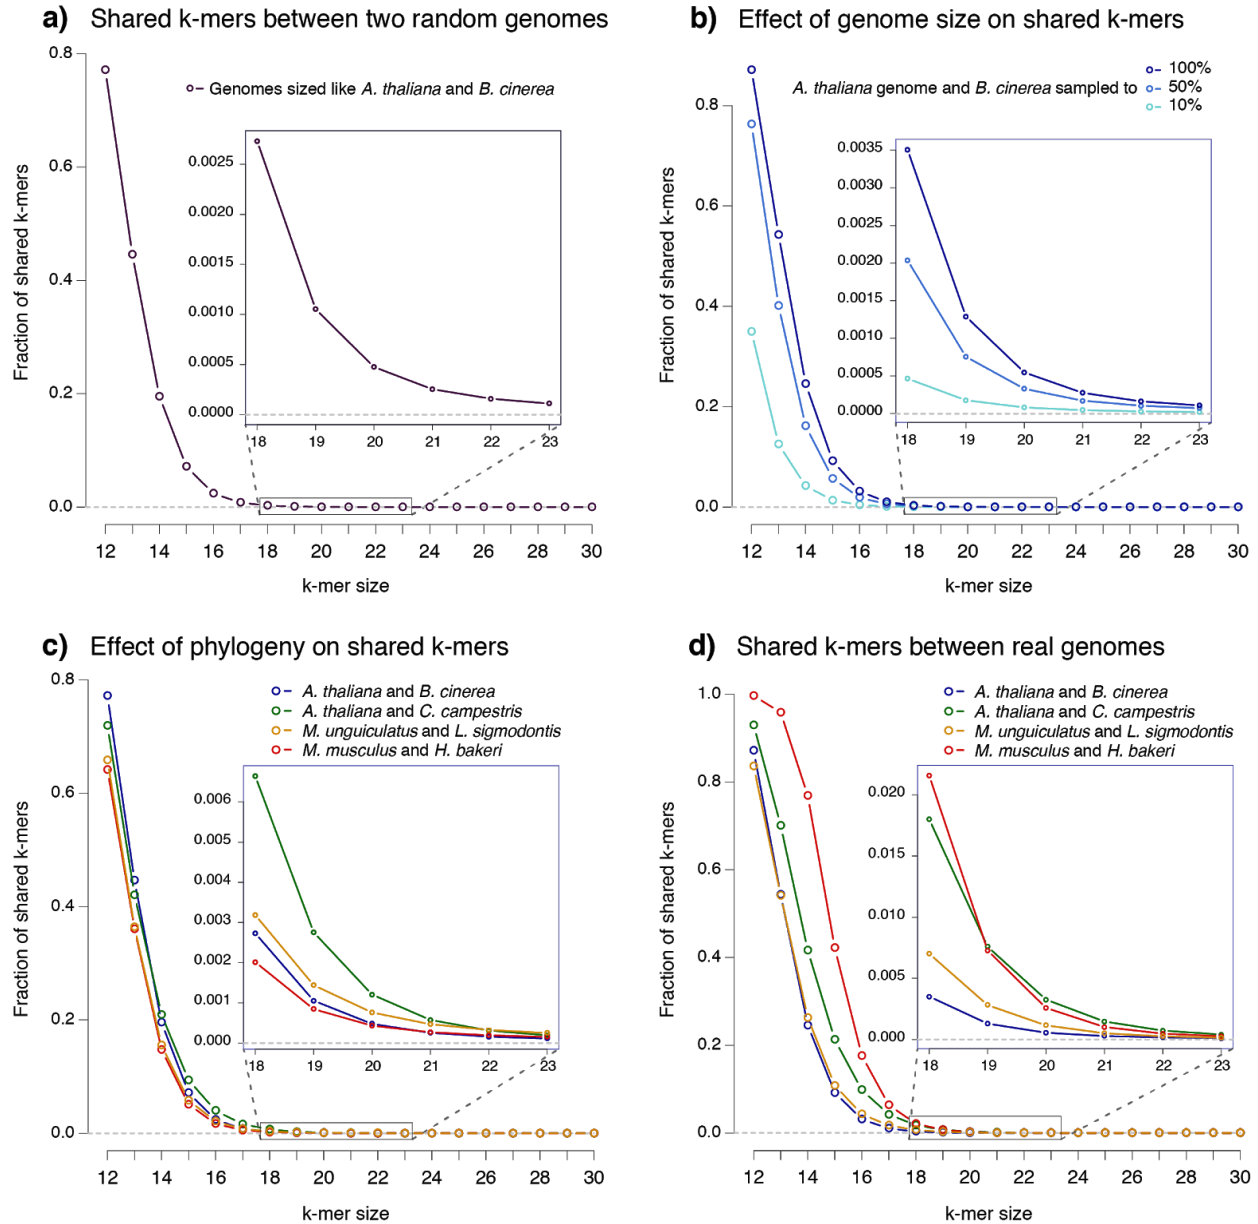 a) Shared k-mers between two random genomes
0.8
0.6
0.4
0.2
0.0
Fraction of shared k-mers
Genomes sized like A. thaliana and B. cinerea
0.0025
0.0020
0.0015
0.0010
0.0005
0.0000
18 19 20 21 22 23
12 14 16 18 20 22 24 26 28 30
k-mer size
b) Effect of genome size on shared k-mers
0.8
0.6
0.4
0.2
0.0
Fraction of shared k-mers
A. thaliana genome and B. cinerea sampled to
100%
50%
10%
0.0035
0.0030
0.0025
0.0020
0.0015
0.0010
0.0005
0.0000
18 19 20 21 22 23
12 14 16 18 20 22 24 26 28 30
k-mer size
c) Effect of phylogeny on shared k-mers
0.8
0.6
0.4
0.2
0.0
Fraction of shared k-mers
A. thaliana and B. cinerea
A. thaliana and C. campestris
M. unguiculatus and L. sigmodontis
M. musculus and H. bakeri
0.006
0.005
0.004
0.003
0.002
0.001
0.000
18 19 20 21 22 23
12 14 16 18 20 22 24 26 28 30
k-mer size
d) Shared k-mers between real genomes
1.0
0.8
0.6
0.4
0.2
0.0
Fraction of shared k-mers
A. thaliana and B. cinerea
A. thaliana and C. campestris
M. unguiculatus and L. sigmodontis
M. musculus and H. bakeri
0.020
0.015
0.010
0.005
0.000
18 19 20 21 22 23
12 14 16 18 20 22 24 26 28 30
k-mer size